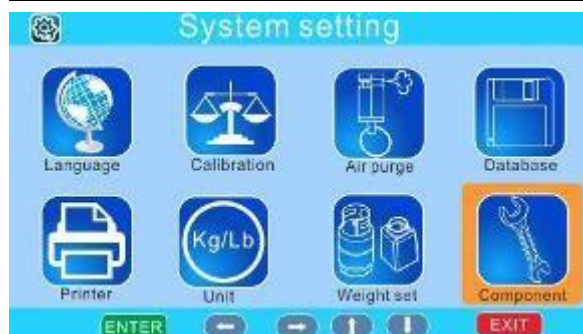 System setting
Language Calibration Air purge Database
Kg/Lb
Printer Unit Weight set Component
ENTER EXIT